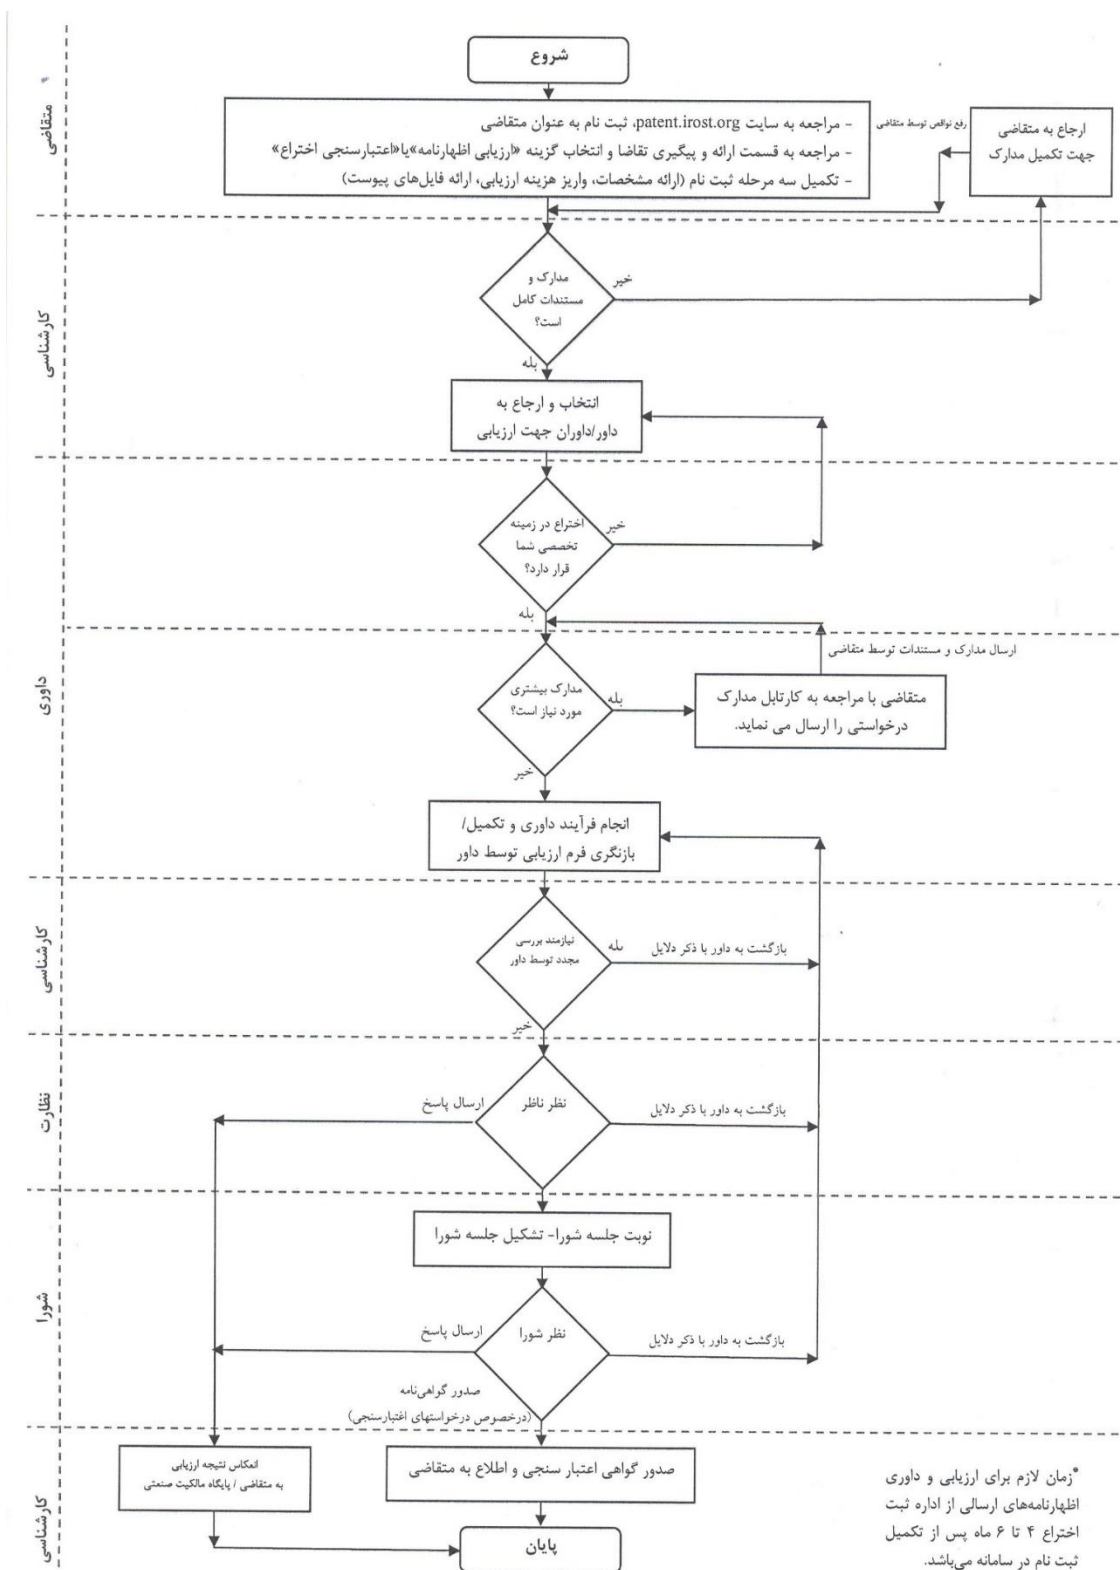 شروع
متقاضی
- مراجعه به سایت patent.irost.org، ثبت نام به عنوان متقاضی
- مراجعه به قسمت ارائه و پیگیری تقاضا و انتخاب گزینه «ارزیابی اظهارنامه»یا«اعتبارسنجی اختراع»
- تکمیل سه مرحله ثبت نام (ارائه مشخصات، واریز هزینه ارزیابی، ارائه فایل‌های پیوست)
رفع نواقص توسط متقاضی
ارجاع به متقاضی
جهت تکمیل مدارک
کارشناسی
مدارک و
مستندات کامل
است؟
خیر
بله
انتخاب و ارجاع به
داور/داوران جهت ارزیابی
اختراع در زمینه
تخصصی شما
قرار دارد؟
خیر
بله
داوری
ارسال مدارک و مستندات توسط متقاضی
مدارک بیشتری
مورد نیاز است؟
بله
متقاضی با مراجعه به کارتابل مدارک
درخواستی را ارسال می نماید.
خیر
انجام فرآیند داوری و تکمیل/
بازنگری فرم ارزیابی توسط داور
کارشناسی
نیازمند بررسی
مجدد توسط داور
بله
بازگشت به داور با ذکر دلایل
خیر
نظارت
نظر ناظر
ارسال پاسخ
بازگشت به داور با ذکر دلایل
شورا
نوبت جلسه شورا- تشکیل جلسه شورا
نظر شورا
ارسال پاسخ
بازگشت به داور با ذکر دلایل
صدور گواهی‌نامه
(درخصوص درخواستهای اغتبارسنجی)
کارشناسی
صدور گواهی اعتبار سنجی و اطلاع به متقاضی
انعکاس نتیجه ارزیابی
به متقاضی / پایگاه مالکیت صنعتی
پایان
*زمان لازم برای ارزیابی و داوری
اظهارنامه‌های ارسالی از اداره ثبت
اختراع ۴ تا ۶ ماه پس از تکمیل
ثبت نام در سامانه می‌باشد.